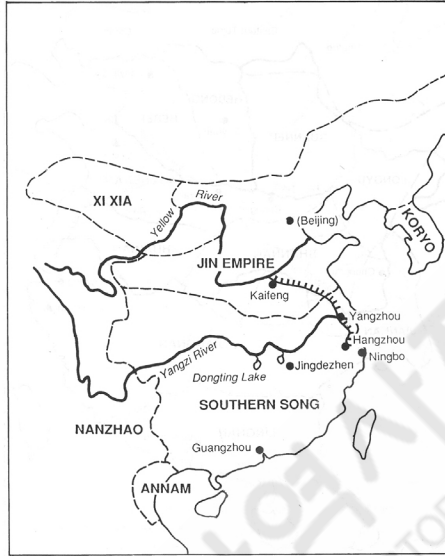 XI XIA
River
Yellow
(Beijing)
KORYO
JIN EMPIRE
Kaifeng
Yangzhou
Hangzhou
Ningbo
Yangzi River
Jingdezhen
Dongting Lake
SOUTHERN SONG
NANZHAO
Guangzhou
ANNAM